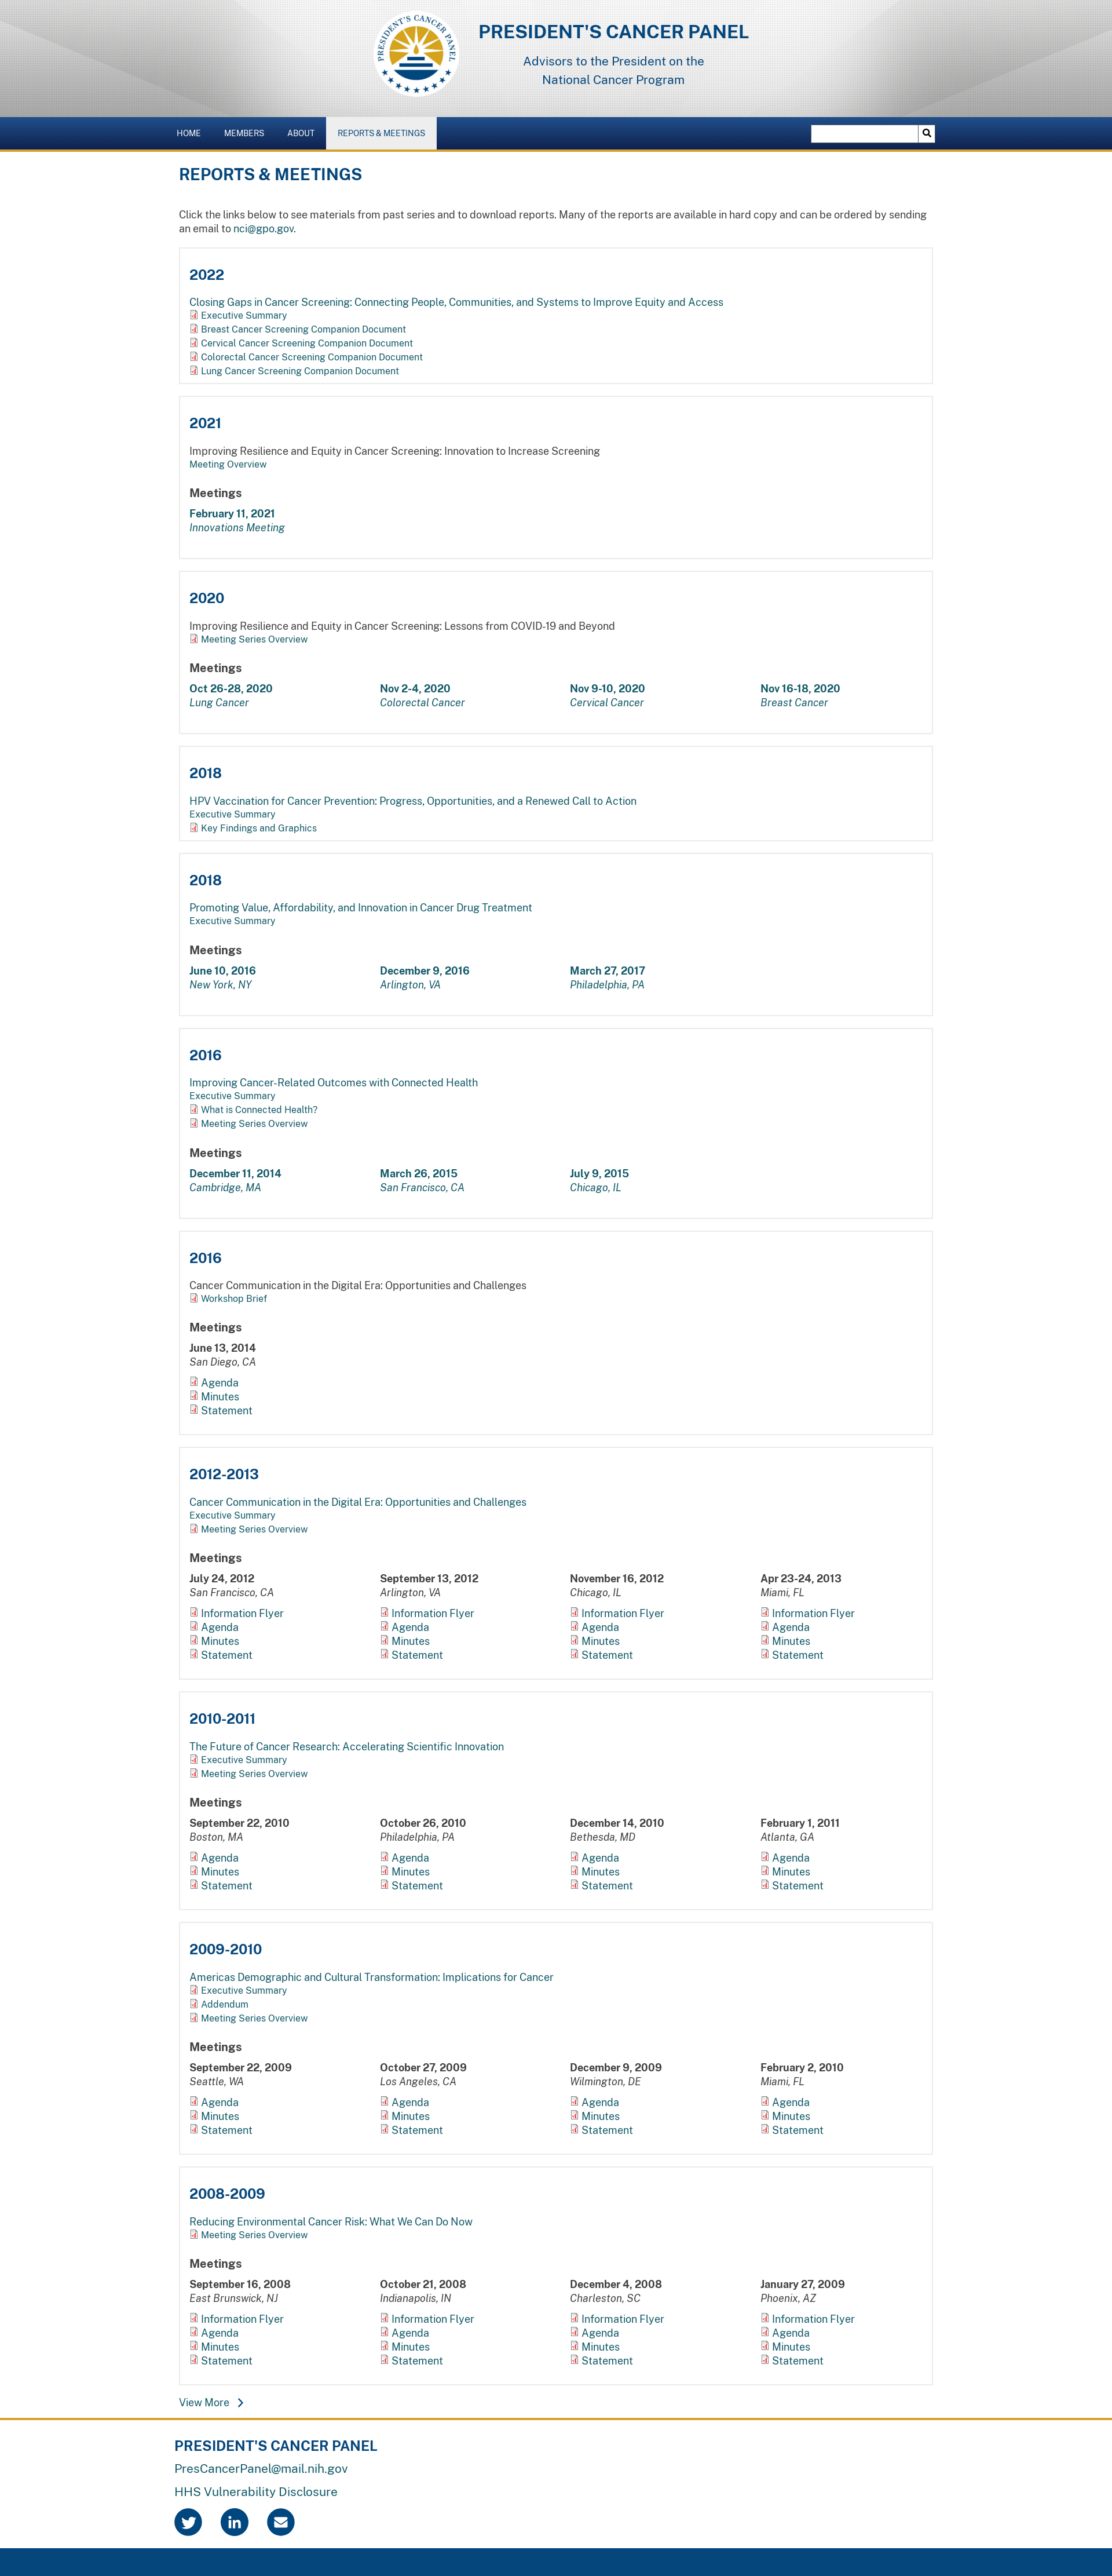 PRESIDENT'S CANCER PANEL
PRESIDENT'S CANCER PANEL
Advisors to the President on the
National Cancer Program
HOME MEMBERS ABOUT REPORTS & MEETINGS
REPORTS & MEETINGS
Click the links below to see materials from past series and to download reports. Many of the reports are available in hard copy and can be ordered by sending
an email to nci@gpo.gov.
2022
Closing Gaps in Cancer Screening: Connecting People, Communities, and Systems to Improve Equity and Access
Executive Summary
Breast Cancer Screening Companion Document
Cervical Cancer Screening Companion Document
Colorectal Cancer Screening Companion Document
Lung Cancer Screening Companion Document
2021
Improving Resilience and Equity in Cancer Screening: Innovation to Increase Screening
Meeting Overview
Meetings
February 11, 2021
Innovations Meeting
2020
Improving Resilience and Equity in Cancer Screening: Lessons from COVID-19 and Beyond
Meeting Series Overview
Meetings
Oct 26-28, 2020 Nov 2-4, 2020 Nov 9-10, 2020 Nov 16-18, 2020
Lung Cancer Colorectal Cancer Cervical Cancer Breast Cancer
2018
HPV Vaccination for Cancer Prevention: Progress, Opportunities, and a Renewed Call to Action
Executive Summary
Key Findings and Graphics
2018
Promoting Value, Affordability, and Innovation in Cancer Drug Treatment
Executive Summary
Meetings
June 10, 2016 December 9, 2016 March 27, 2017
New York, NY Arlington, VA Philadelphia, PA
2016
Improving Cancer-Related Outcomes with Connected Health
Executive Summary
What is Connected Health?
Meeting Series Overview
Meetings
December 11, 2014 March 26, 2015 July 9, 2015
Cambridge, MA San Francisco, CA Chicago, IL
2016
Cancer Communication in the Digital Era: Opportunities and Challenges
Workshop Brief
Meetings
June 13, 2014
San Diego, CA
Agenda
Minutes
Statement
2012-2013
Cancer Communication in the Digital Era: Opportunities and Challenges
Executive Summary
Meeting Series Overview
Meetings
July 24, 2012 September 13, 2012 November 16, 2012 Apr 23-24, 2013
San Francisco, CA Arlington, VA Chicago, IL Miami, FL
Information Flyer Information Flyer Information Flyer Information Flyer
Agenda Agenda Agenda Agenda
Minutes Minutes Minutes Minutes
Statement Statement Statement Statement
2010-2011
The Future of Cancer Research: Accelerating Scientific Innovation
Executive Summary
Meeting Series Overview
Meetings
September 22, 2010 October 26, 2010 December 14, 2010 February 1, 2011
Boston, MA Philadelphia, PA Bethesda, MD Atlanta, GA
Agenda Agenda Agenda Agenda
Minutes Minutes Minutes Minutes
Statement Statement Statement Statement
2009-2010
Americas Demographic and Cultural Transformation: Implications for Cancer
Executive Summary
Addendum
Meeting Series Overview
Meetings
September 22, 2009 October 27, 2009 December 9, 2009 February 2, 2010
Seattle, WA Los Angeles, CA Wilmington, DE Miami, FL
Agenda Agenda Agenda Agenda
Minutes Minutes Minutes Minutes
Statement Statement Statement Statement
2008-2009
Reducing Environmental Cancer Risk: What We Can Do Now
Meeting Series Overview
Meetings
September 16, 2008 October 21, 2008 December 4, 2008 January 27, 2009
East Brunswick, NJ Indianapolis, IN Charleston, SC Phoenix, AZ
Information Flyer Information Flyer Information Flyer Information Flyer
Agenda Agenda Agenda Agenda
Minutes Minutes Minutes Minutes
Statement Statement Statement Statement
View More
PRESIDENT'S CANCER PANEL
PresCancerPanel@mail.nih.gov
HHS Vulnerability Disclosure